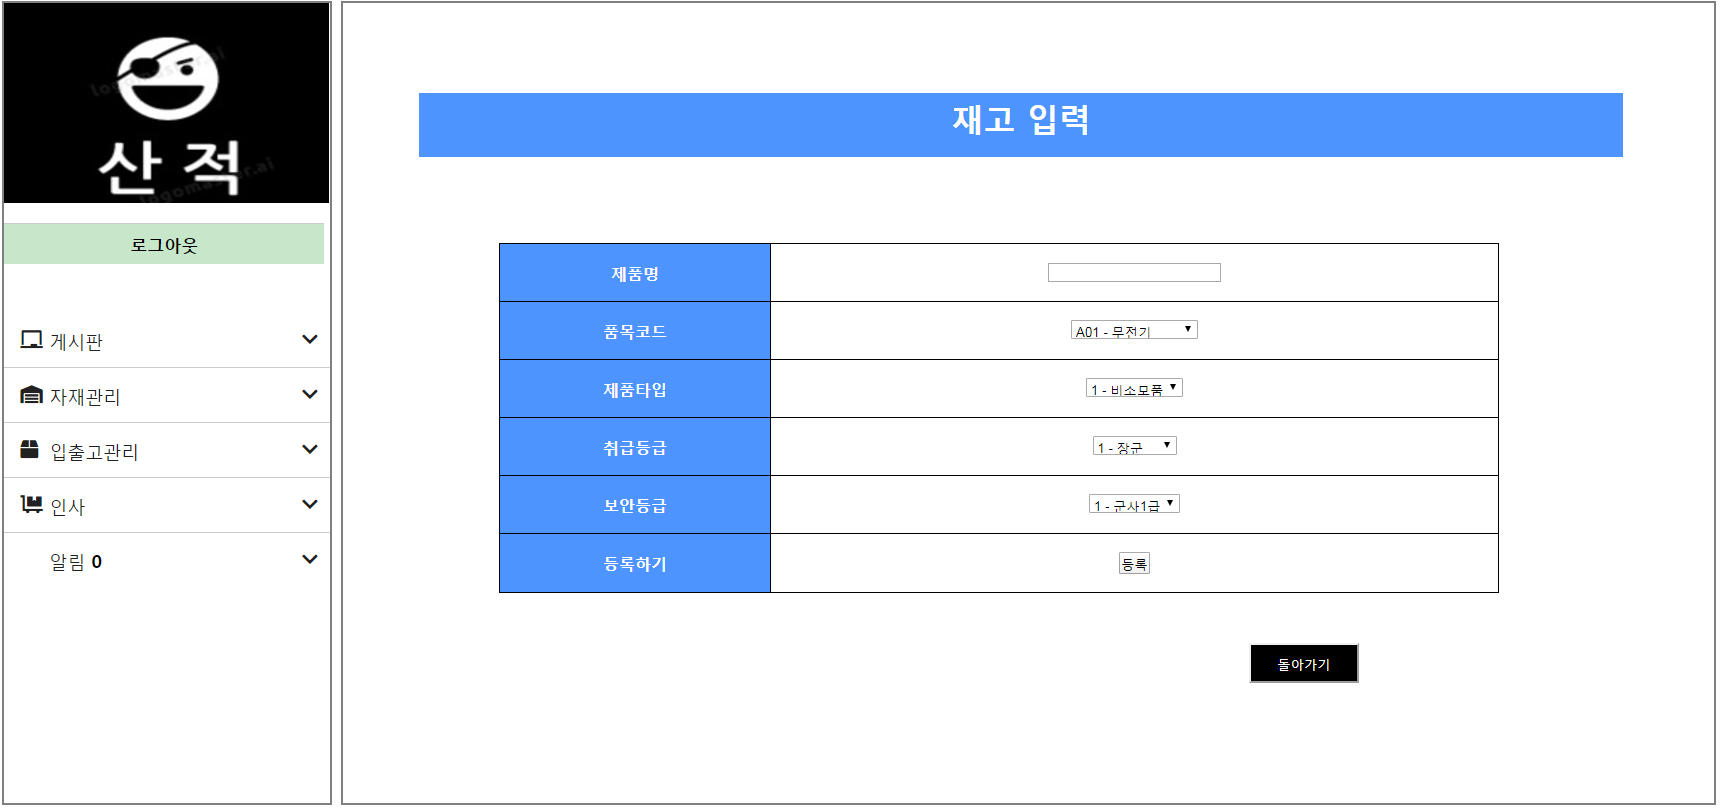 산적
로그아웃
게시판
자재관리
입출고관리
인사
알림 0
재고 입력
제품명
품목코드
A01 - 무전기
제품타입
1 - 비소모품
취급등급
1 - 장군
보안등급
1 - 군사1급
등록하기
등록
돌아가기